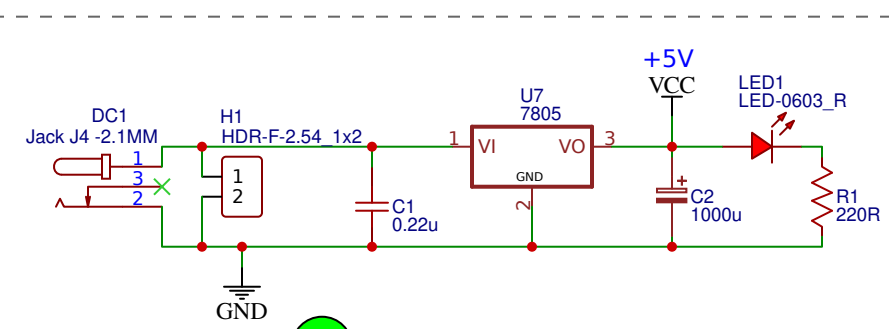 +5V
VCC
LED1
LED-0603_R
U7
7805
DC1
Jack J4 -2.1MM
H1
HDR-F-2.54_1x2
1
3
2
1
2
1
VI
VO
3
GND
2
C1
0.22u
+
C2
1000u
R1
220R
GND